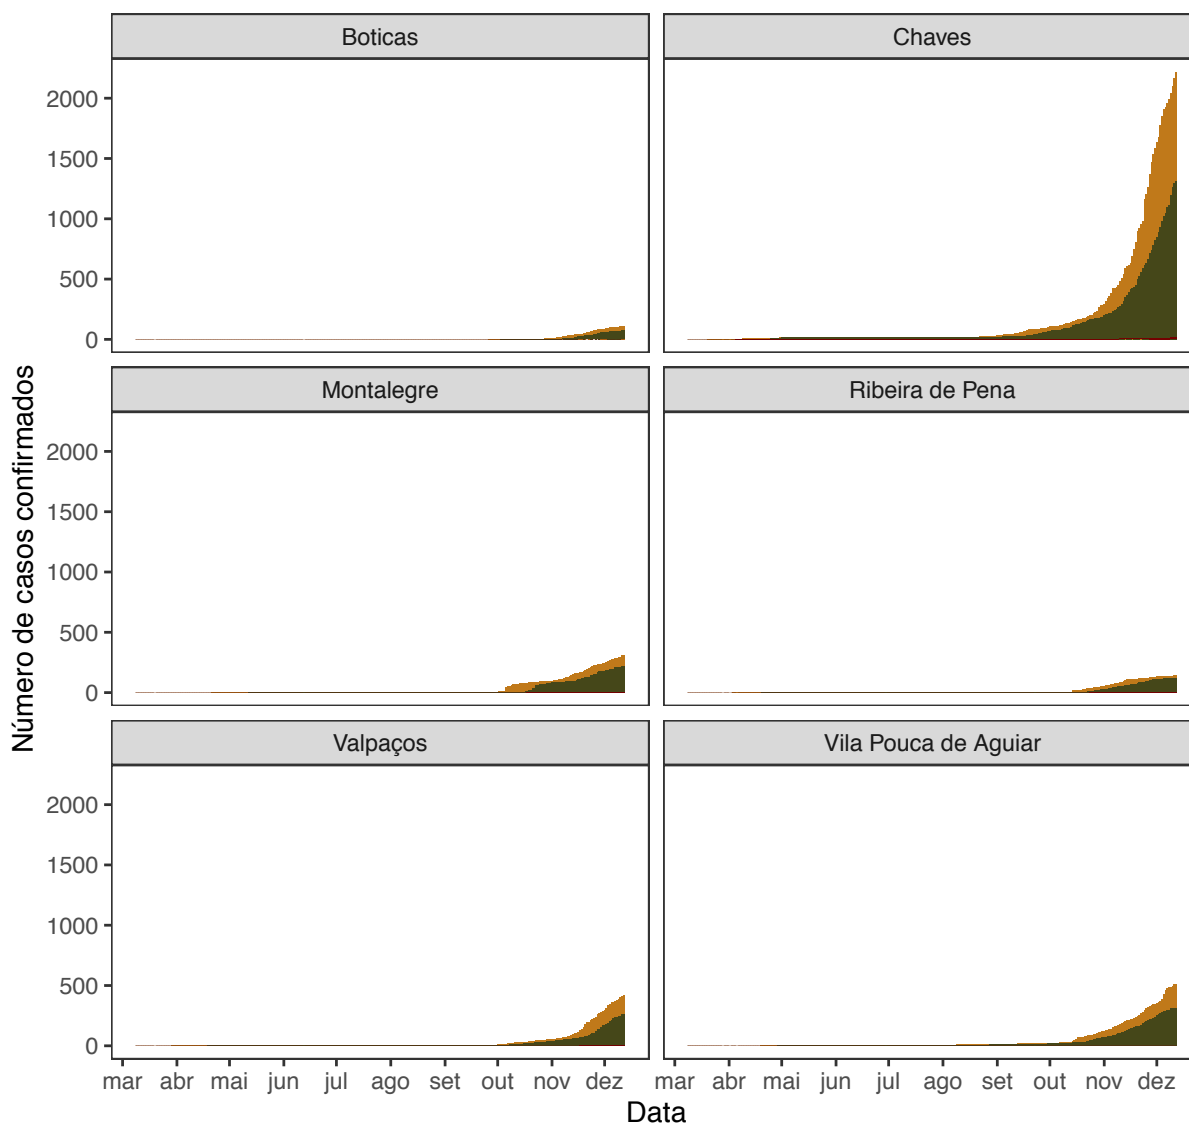 Boticas
Chaves
2000
1500
1000
500
0
Montalegre
Ribeira de Pena
2000
1500
1000
500
0
Valpaços
Vila Pouca de Aguiar
2000
1500
1000
500
0
mar abr mai jun jul ago set out nov dez
mar abr mai jun jul ago set out nov dez
Data
Número de casos confirmados